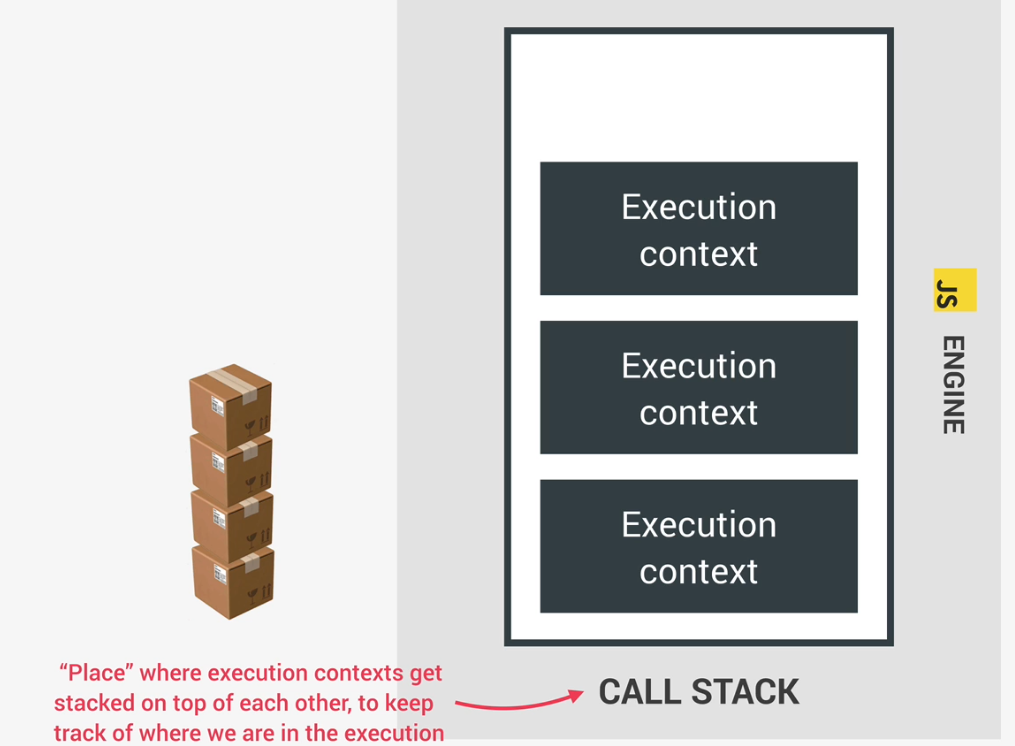 Execution
context
Execution
context
Execution
context
JS ENGINE
“Place” where execution contexts get
stacked on top of each other, to keep
track of where we are in the execution
CALL STACK